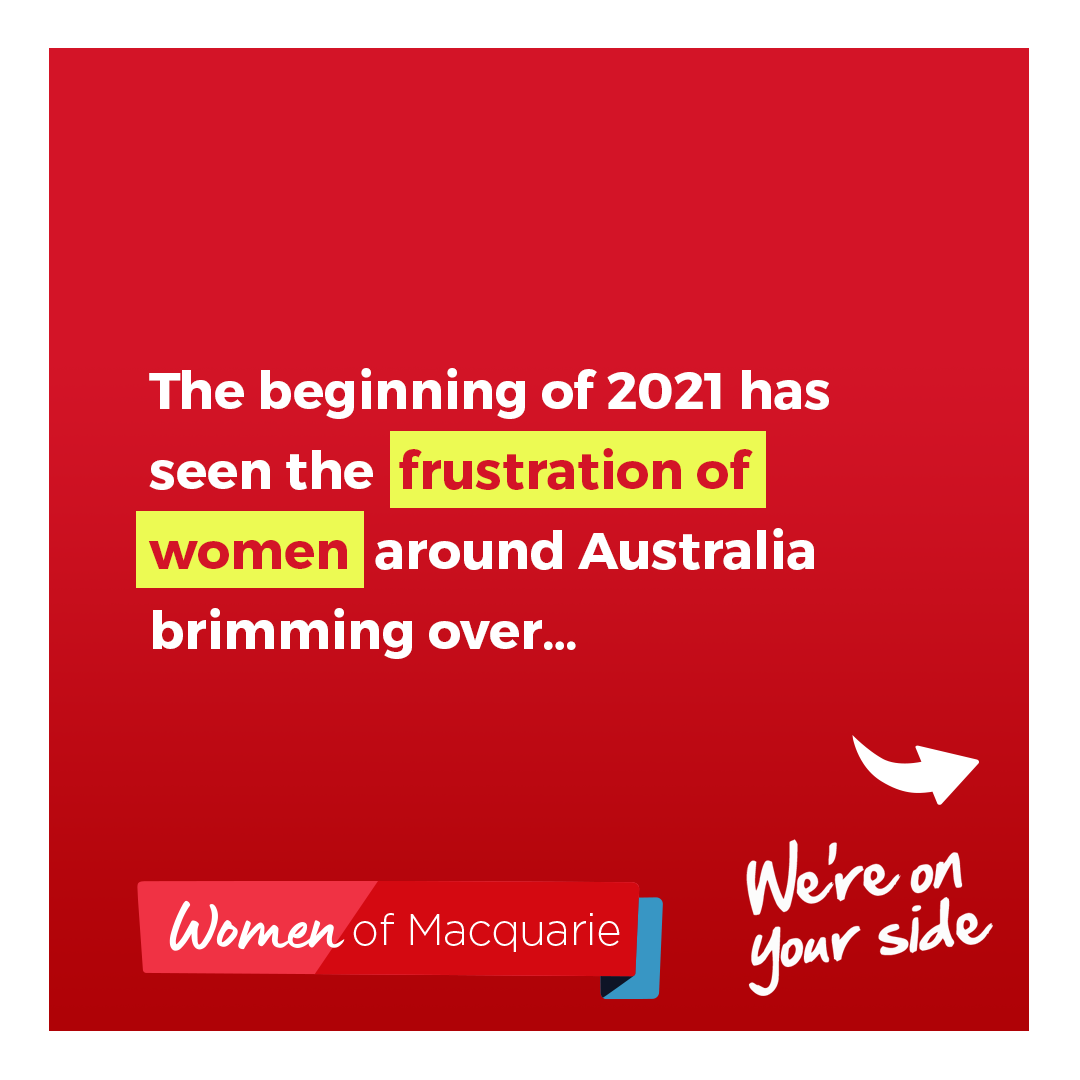 The beginning of 2021 has
seen the frustration of
women around Australia
brimming over...
We're on
your side
Women of Macquarie